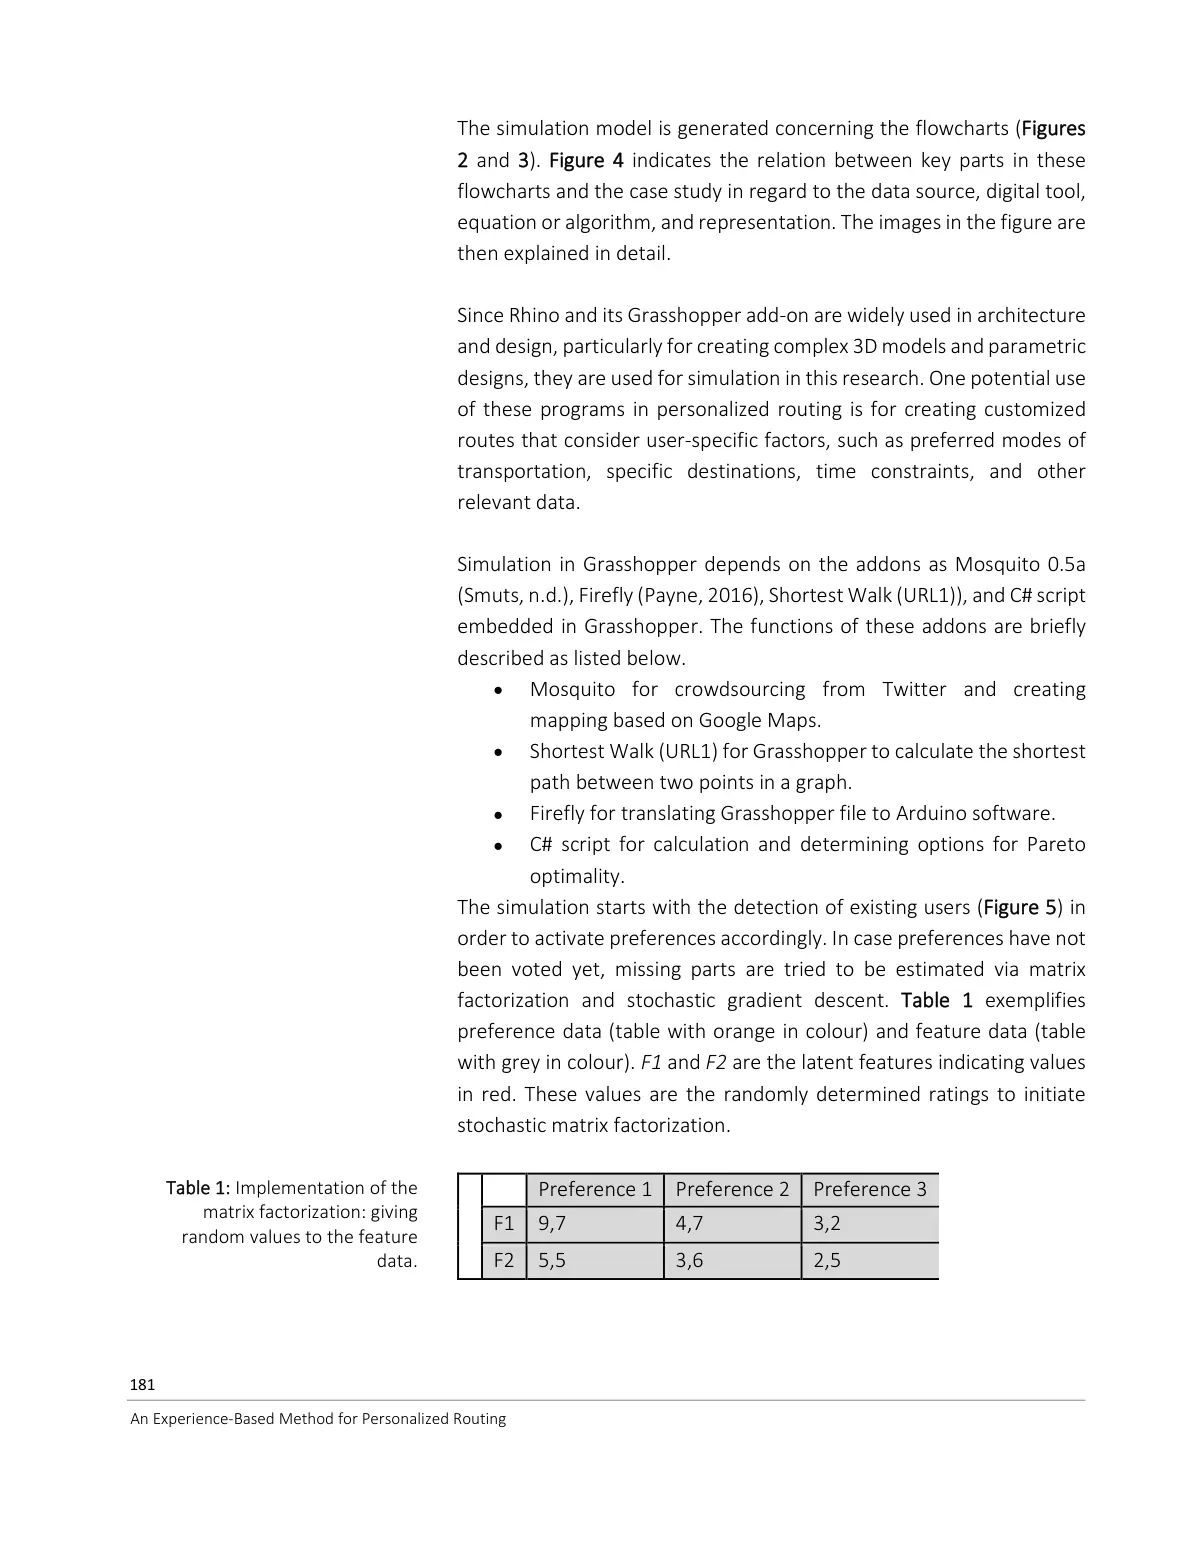 The simulation model is generated concerning the flowcharts (Figures
2 and 3). Figure 4 indicates the relation between key parts in these
flowcharts and the case study in regard to the data source, digital tool,
equation or algorithm, and representation. The images in the figure are
then explained in detail.
Since Rhino and its Grasshopper add-on are widely used in architecture
and design, particularly for creating complex 3D models and parametric
designs, they are used for simulation in this research. One potential use
of these programs in personalized routing is for creating customized
routes that consider user-specific factors, such as preferred modes of
transportation, specific destinations, time constraints, and other
relevant data.
Simulation in Grasshopper depends on the addons as Mosquito 0.5a
(Smuts, n.d.), Firefly (Payne, 2016), Shortest Walk (URL1)), and C# script
embedded in Grasshopper. The functions of these addons are briefly
described as listed below.
• Mosquito for crowdsourcing from Twitter and creating
mapping based on Google Maps.
• Shortest Walk (URL1) for Grasshopper to calculate the shortest
path between two points in a graph.
• Firefly for translating Grasshopper file to Arduino software.
• C# script for calculation and determining options for Pareto
optimality.
The simulation starts with the detection of existing users (Figure 5) in
order to activate preferences accordingly. In case preferences have not
been voted yet, missing parts are tried to be estimated via matrix
factorization and stochastic gradient descent. Table 1 exemplifies
preference data (table with orange in colour) and feature data (table
with grey in colour). F1 and F2 are the latent features indicating values
in red. These values are the randomly determined ratings to initiate
stochastic matrix factorization.
Table 1: Implementation of the
matrix factorization: giving
random values to the feature
data.
Preference 1 Preference 2 Preference 3
F1 9,7 4,7 3,2
F2 5,5 3,6 2,5
181
An Experience-Based Method for Personalized Routing